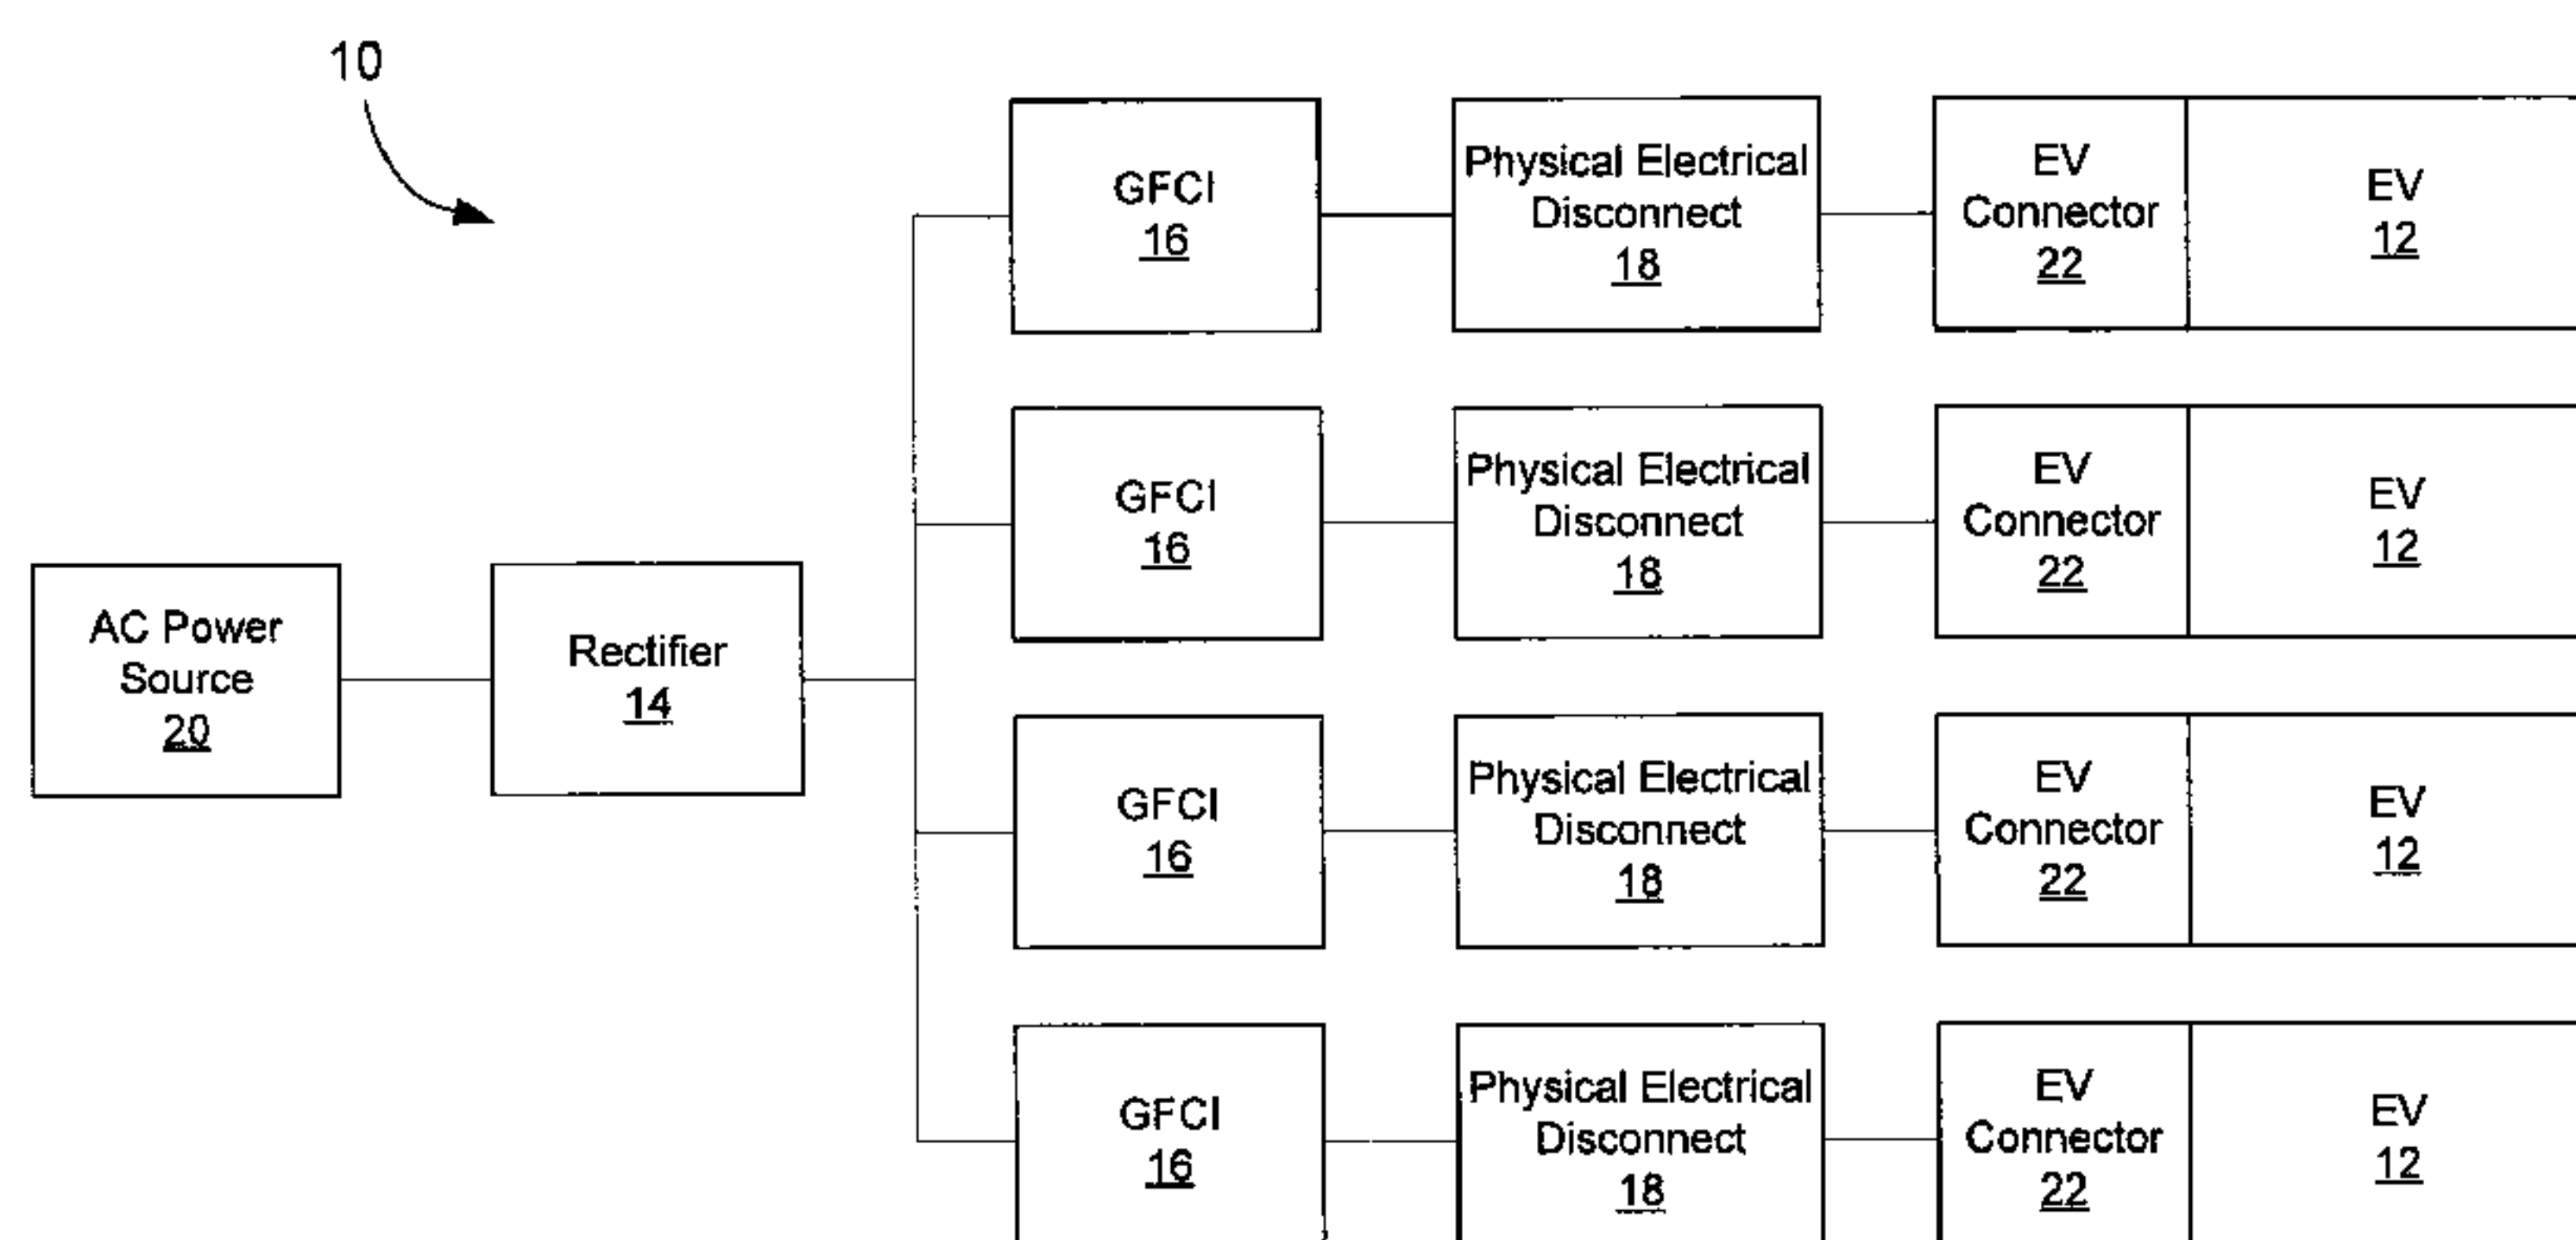 10
GFCI
16
Physical Electrical
Disconnect
18
EV
Connector
22
EV
12
GFCI
16
Physical Electrical
Disconnect
18
EV
Connector
22
EV
12
AC Power
Source
20
Rectifier
14
GFCI
16
Physical Electrical
Disconnect
18
EV
Connector
22
EV
12
GFCI
16
Physical Electrical
Disconnect
18
EV
Connector
22
EV
12